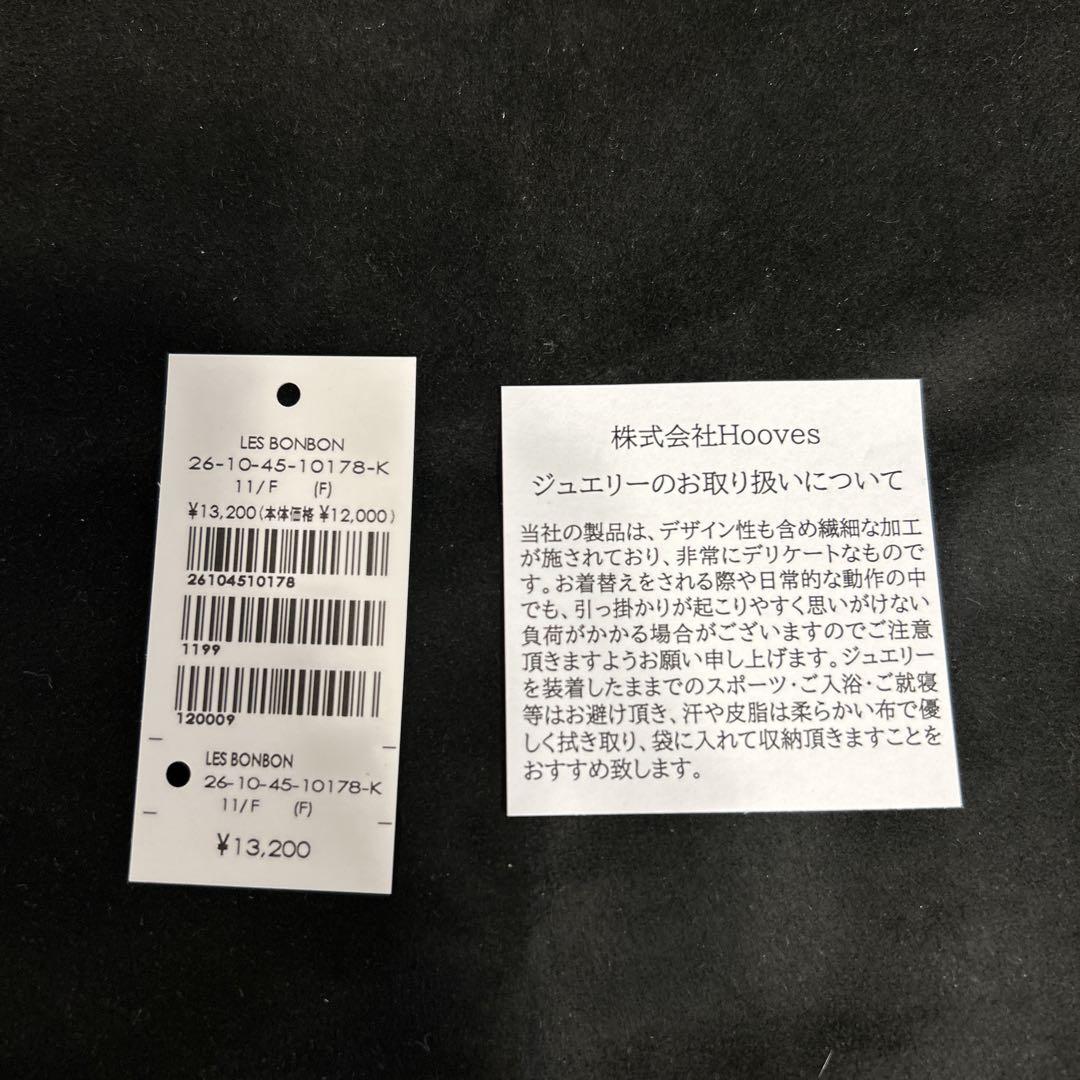 LES BONBON
26-10-45-10178-K
11/F (F)
¥13,200(本体価格 ¥12,000)
26104510178
1199
120009
LES BONBON
26-10-45-10178-K
11/F (F)
¥13,200
株式会社Hooves
ジュエリーのお取り扱いについて
当社の製品は、デザイン性も含め繊細な加工
が施されており、非常にデリケートなもので
す。お着替えをされる際や日常的な動作の中
でも、引っ掛かりが起こりやすく思いがけない
負荷がかかる場合がございますのでご注意
頂きますようお願い申し上げます。ジュエリー
を装着したままでのスポーツ・ご入浴・ご就寝
等はお避け頂き、汗や皮脂は柔らかい布で優
しく拭き取り、袋に入れて収納頂きますことを
おすすめ致します。